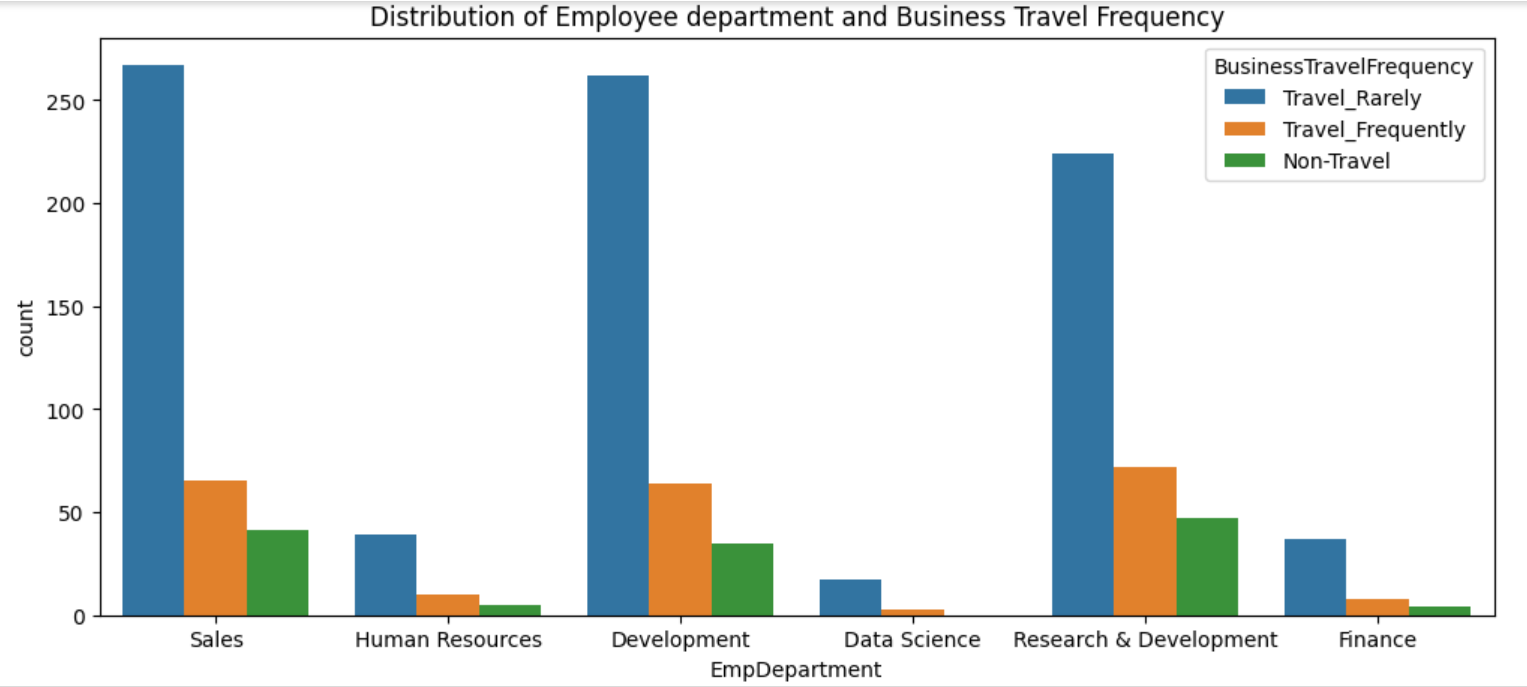 Distribution of Employee department and Business Travel Frequency
BusinessTravelFrequency
Travel_Rarely
Travel_Frequently
Non-Travel
250
200
150
100
50
0
count
Sales Human Resources Development Data Science Research & Development Finance
EmpDepartment